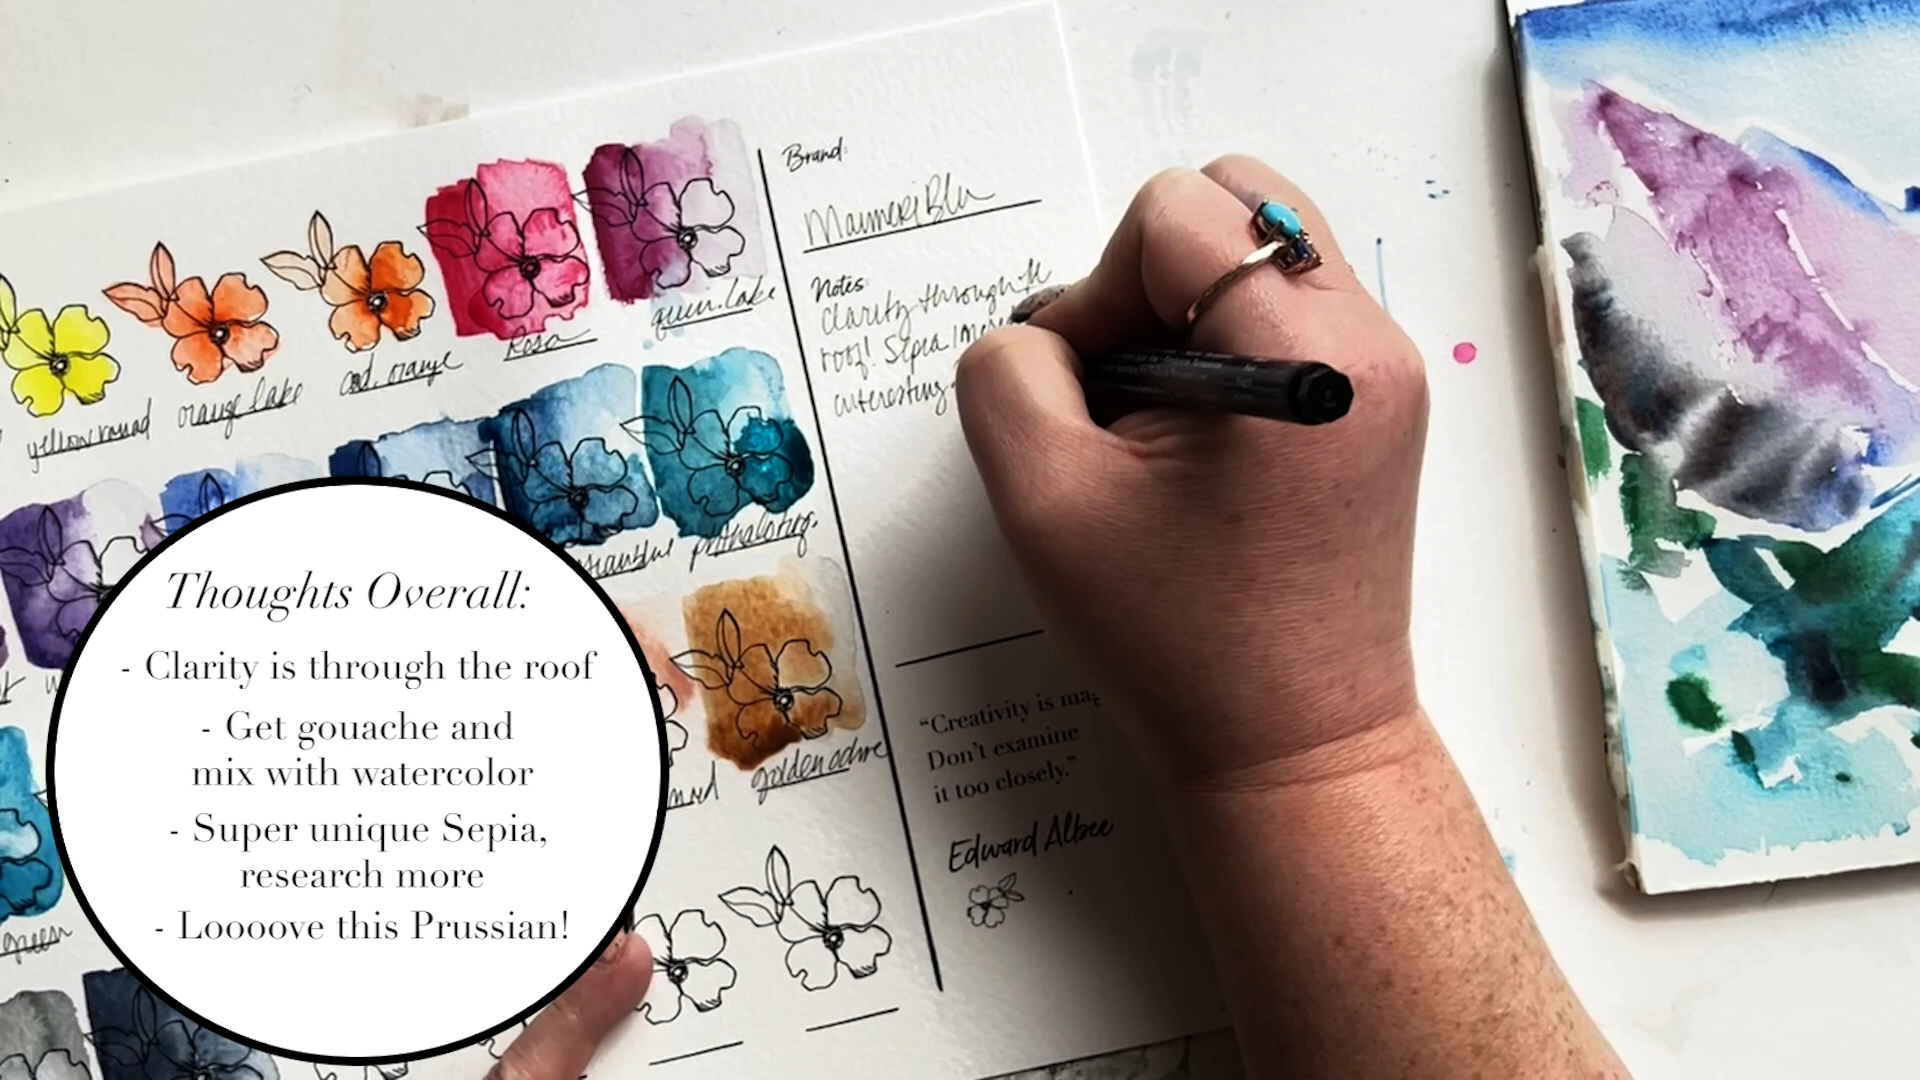 yellow
orange lake
cad. orange
Rosa
quin. lake
Brand:
MaimeriBlu
Notes:
Clarity through the
roof! Sepia
interesting
golden ochre
green
"Creativity is
Don't examine
it too closely."
Edward Albee
Thoughts Overall:
- Clarity is through the roof
- Get gouache and
mix with watercolor
- Super unique Sepia,
research more
- Loooove this Prussian!